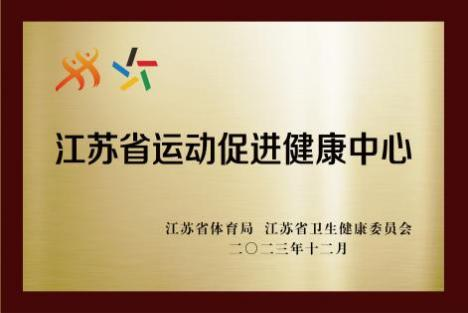 江苏省运动促进健康中心
江苏省体育局 江苏省卫生健康委员会
二〇二三年十二月